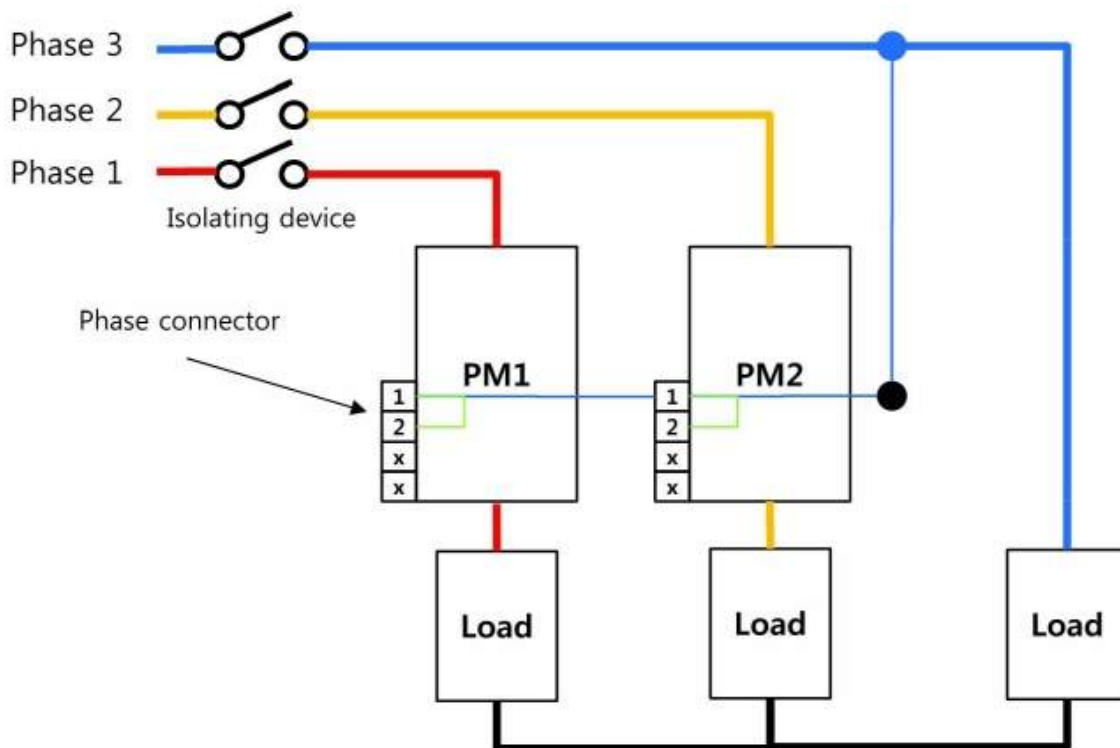 Phase 3
Phase 2
Phase 1
Isolating device
Phase connector
PM1
PM2
1
2
x
x
1
2
x
x
Load
Load
Load